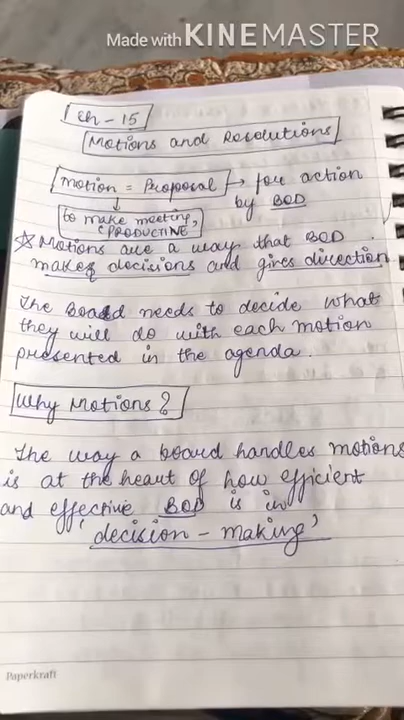 Made with KINEMASTER
Ch - 15
Motions and Resolutions
Motion = Proposal → for action
by BOD
↓
to make meeting,
"PRODUCTIVE"
☆ Motions are a way that BOD
makes decisions and gives direction
The board needs to decide what
they will do with each motion
presented in the agenda.
Why Motions?
The way a board handles motions
is at the heart of how efficient
and effective BOD is in
'decision - making'
Paperkraft